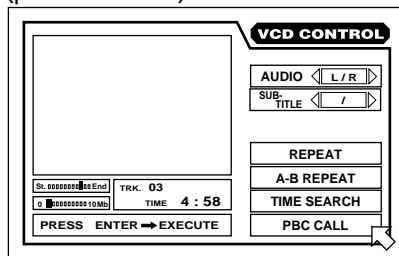 VCD CONTROL
AUDIO L / R
SUB-
TITLE /
REPEAT
A-B REPEAT
TIME SEARCH
PBC CALL
St. End
0 10Mb
TRK. 03
TIME 4 : 58
PRESS ENTER ➡ EXECUTE